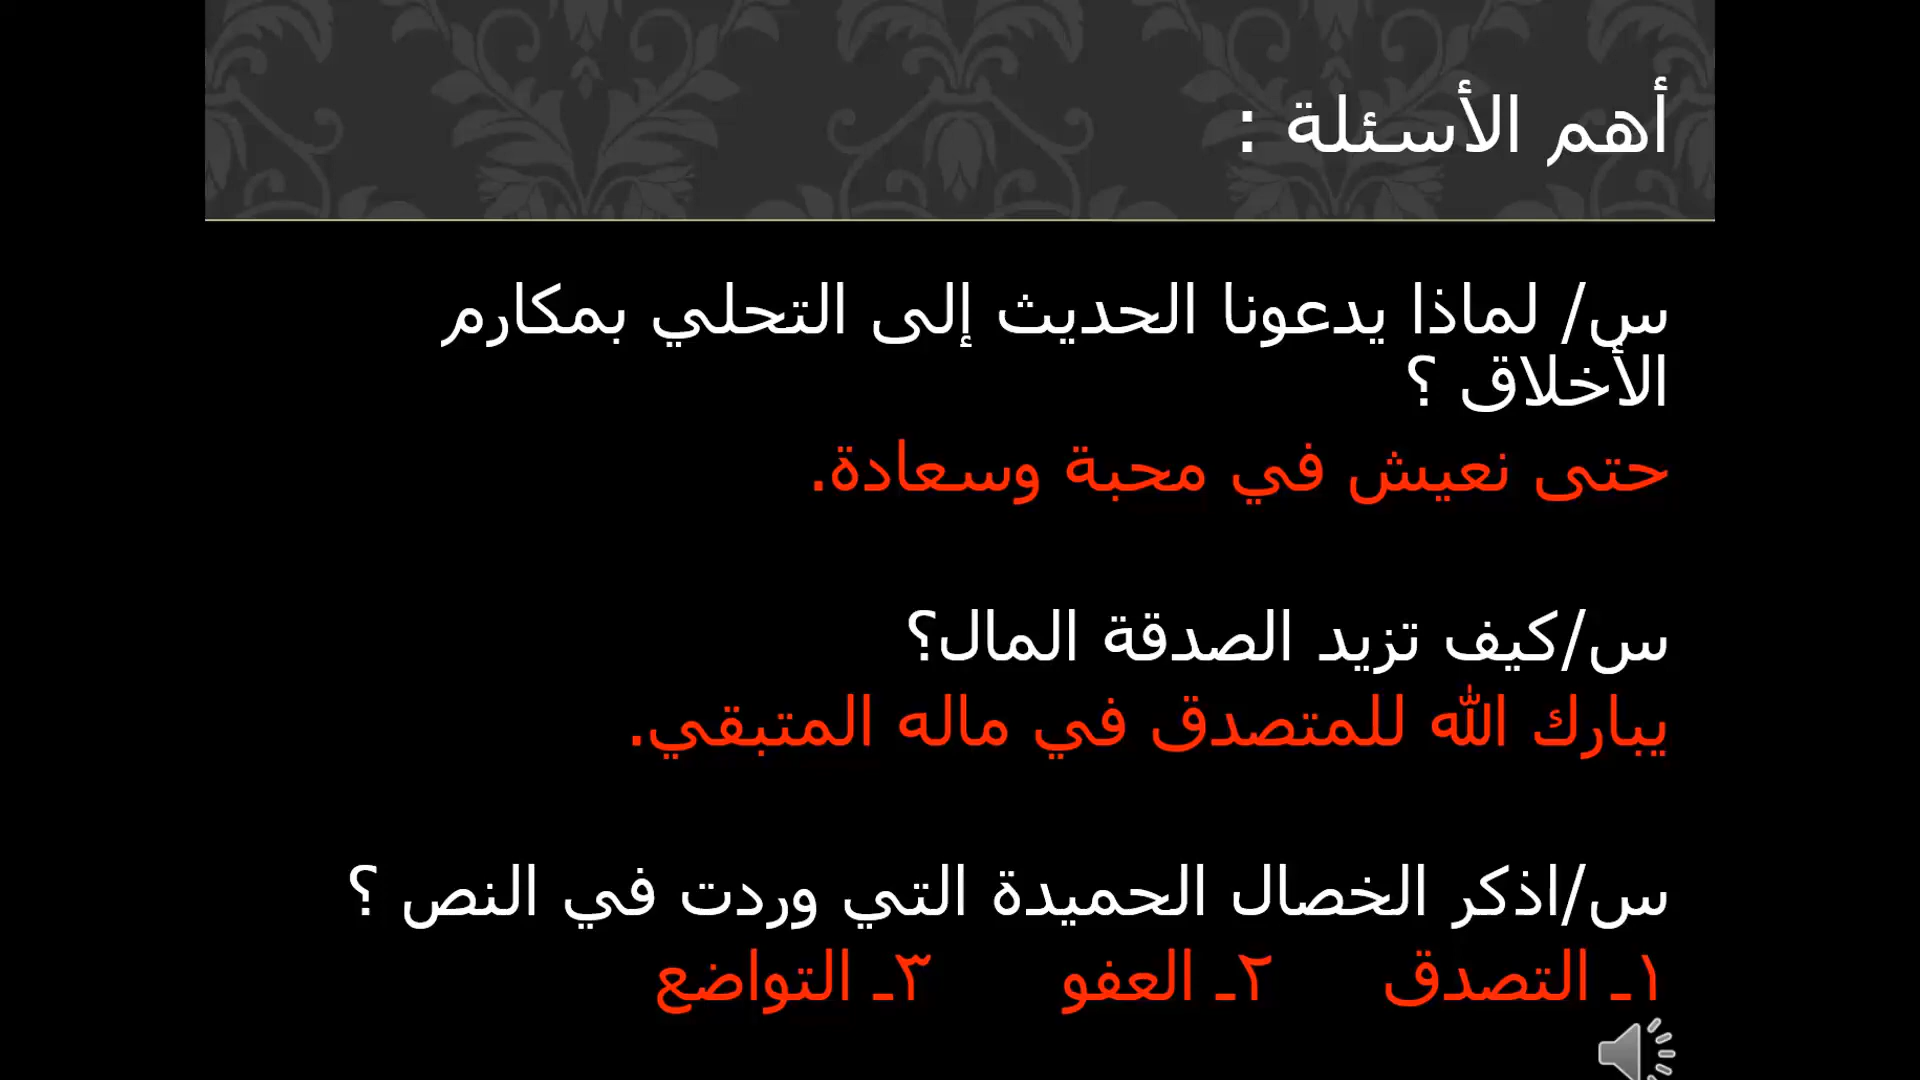 أهم الأسئلة :
س/ لماذا يدعونا الحديث إلى التحلي بمكارم
الأخلاق ؟
حتى نعيش في محبة وسعادة.
س/كيف تزيد الصدقة المال؟
يبارك الله للمتصدق في ماله المتبقي.
س/اذكر الخصال الحميدة التي وردت في النص ؟
١ـ التصدق ٢ـ العفو ٣ـ التواضع